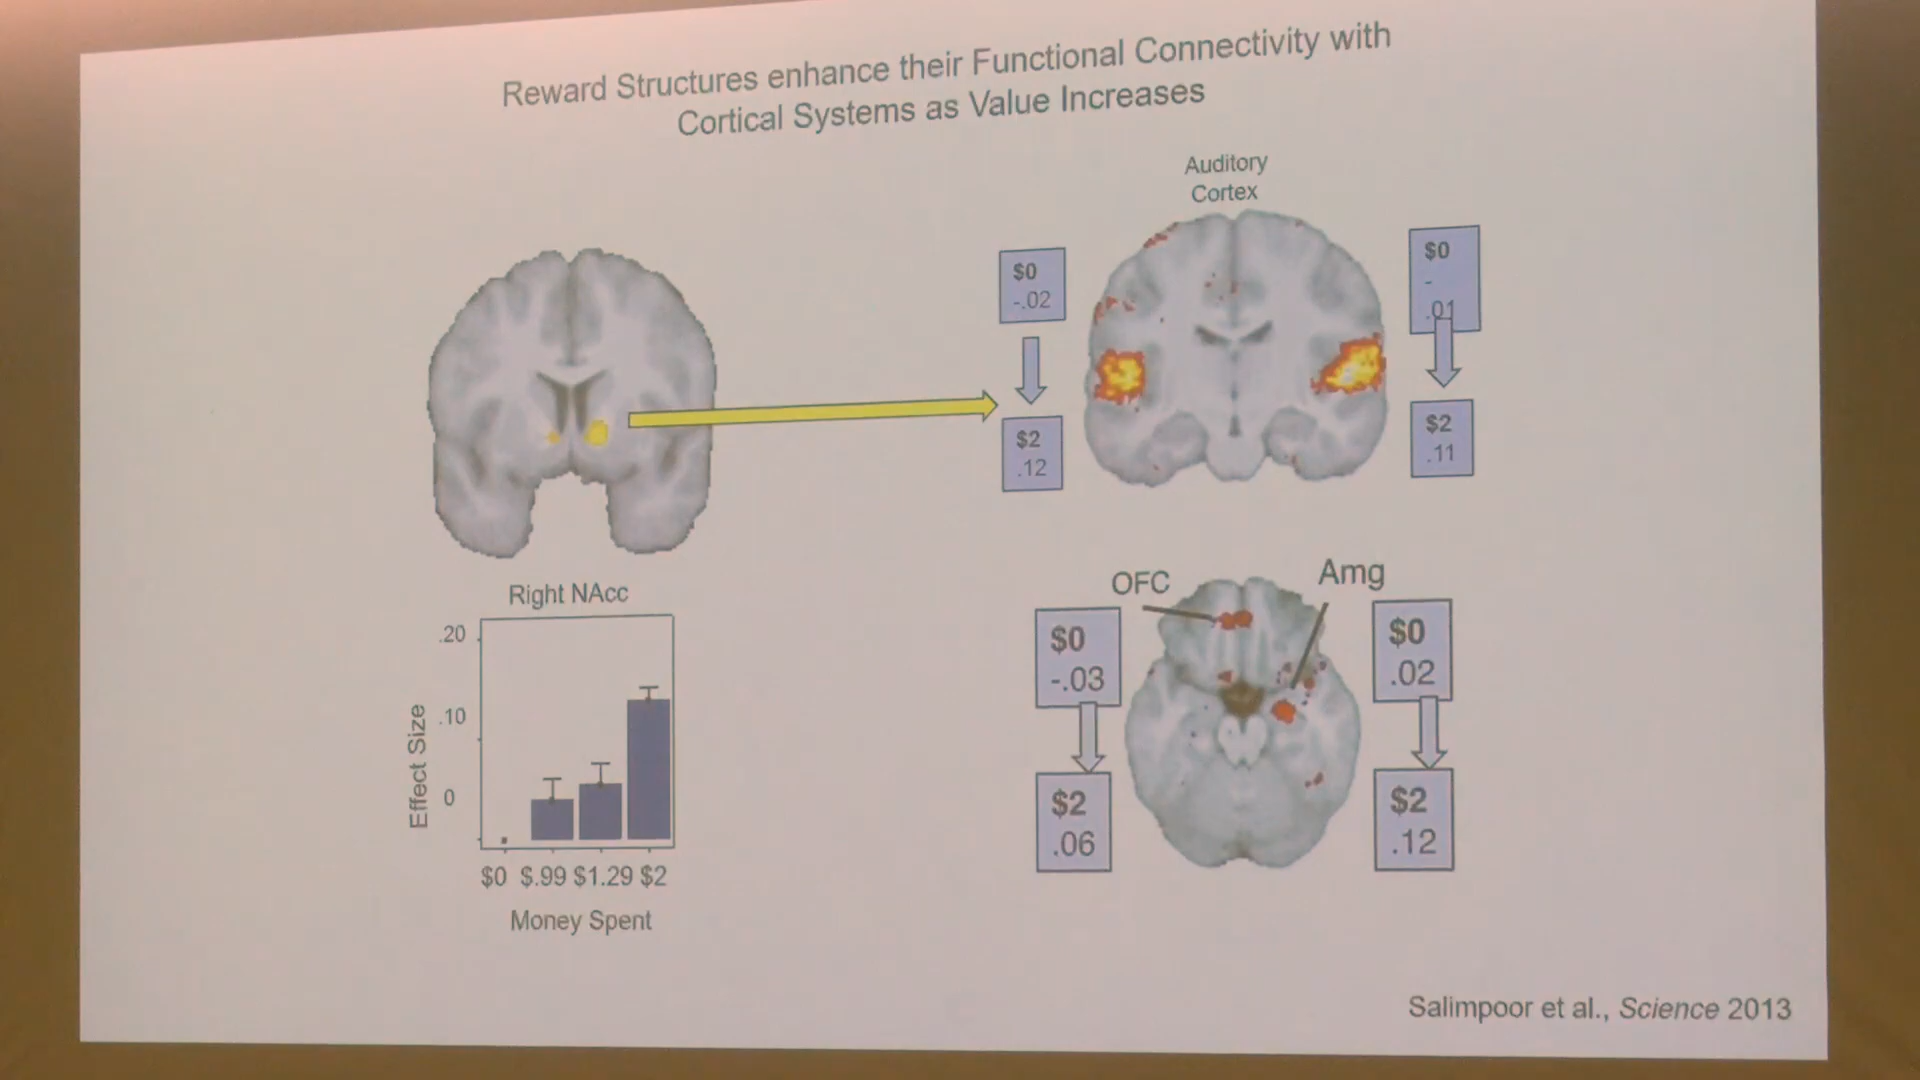 Reward Structures enhance their Functional Connectivity with
Cortical Systems as Value Increases
Auditory
Cortex
$0
-.02
$2
.12
$0
-
.01
$2
.11
Right NAcc
.20
.10
0
Effect Size
$0 $.99 $1.29 $2
Money Spent
OFC
Amg
$0
-.03
$2
.06
$0
.02
$2
.12
Salimpoor et al., Science 2013